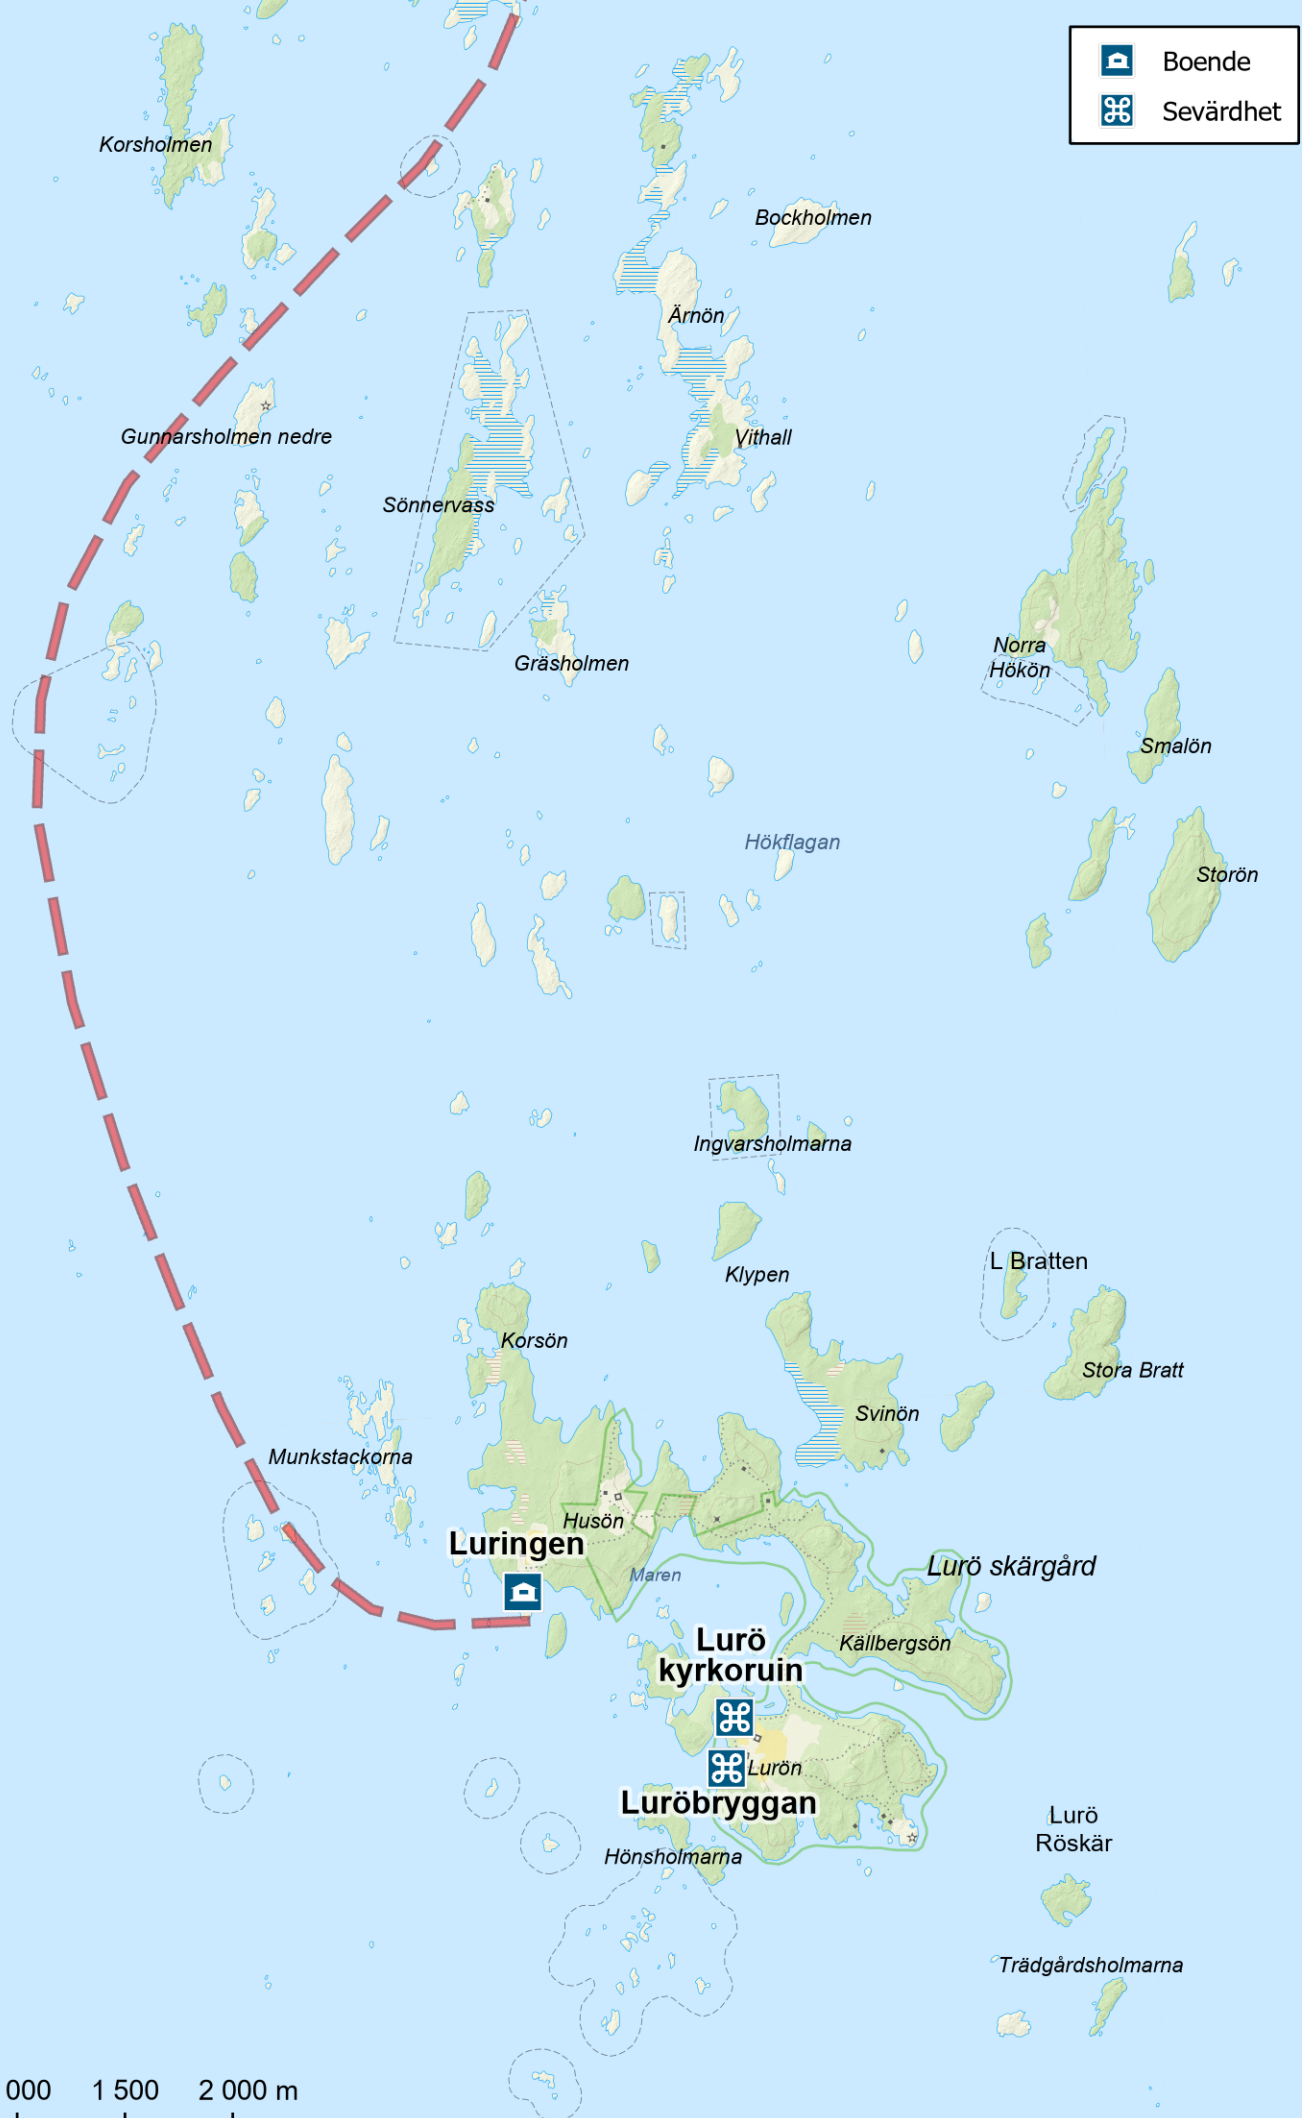 Boende
Sevärdhet
Korsholmen
Bockholmen
Ärnön
Gunnarsholmen nedre
Vithall
Sönnervass
Gräsholmen
Norra
Hökön
Smalön
Hökflagan
Storön
Ingvarsholmarna
L Bratten
Klypen
Korsön
Stora Bratt
Svinön
Munkstackorna
Husön
Luringen
Lurö skärgård
Maren
Lurö
kyrkoruin
Källbergsön
Lurön
Luröbryggan
Lurö
Röskär
Hönsholmarna
Trädgårdsholmarna
000 1 500 2 000 m